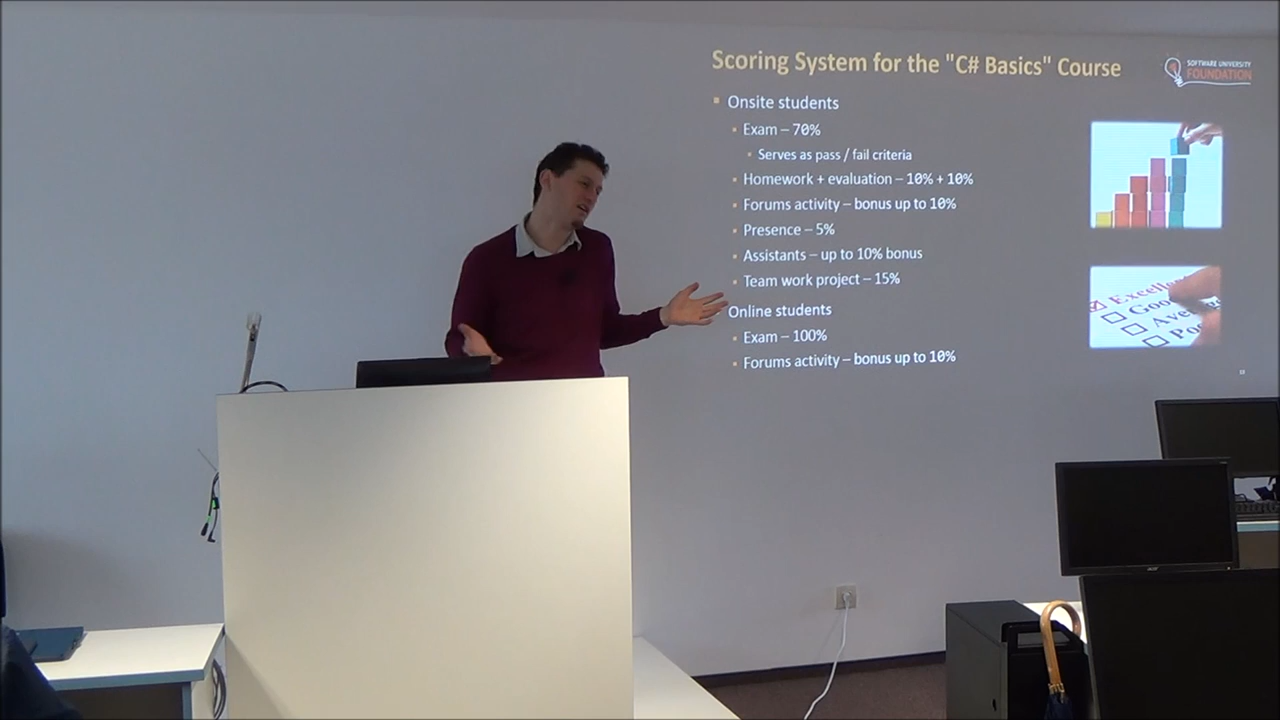 Scoring System for the "C# Basics" Course
SOFTWARE UNIVERSITY
FOUNDATION
Onsite students
Exam – 70%
Serves as pass / fail criteria
Homework + evaluation – 10% + 10%
Forums activity – bonus up to 10%
Presence – 5%
Assistants – up to 10% bonus
Team work project – 15%
Online students
Exam – 100%
Forums activity – bonus up to 10%
acer